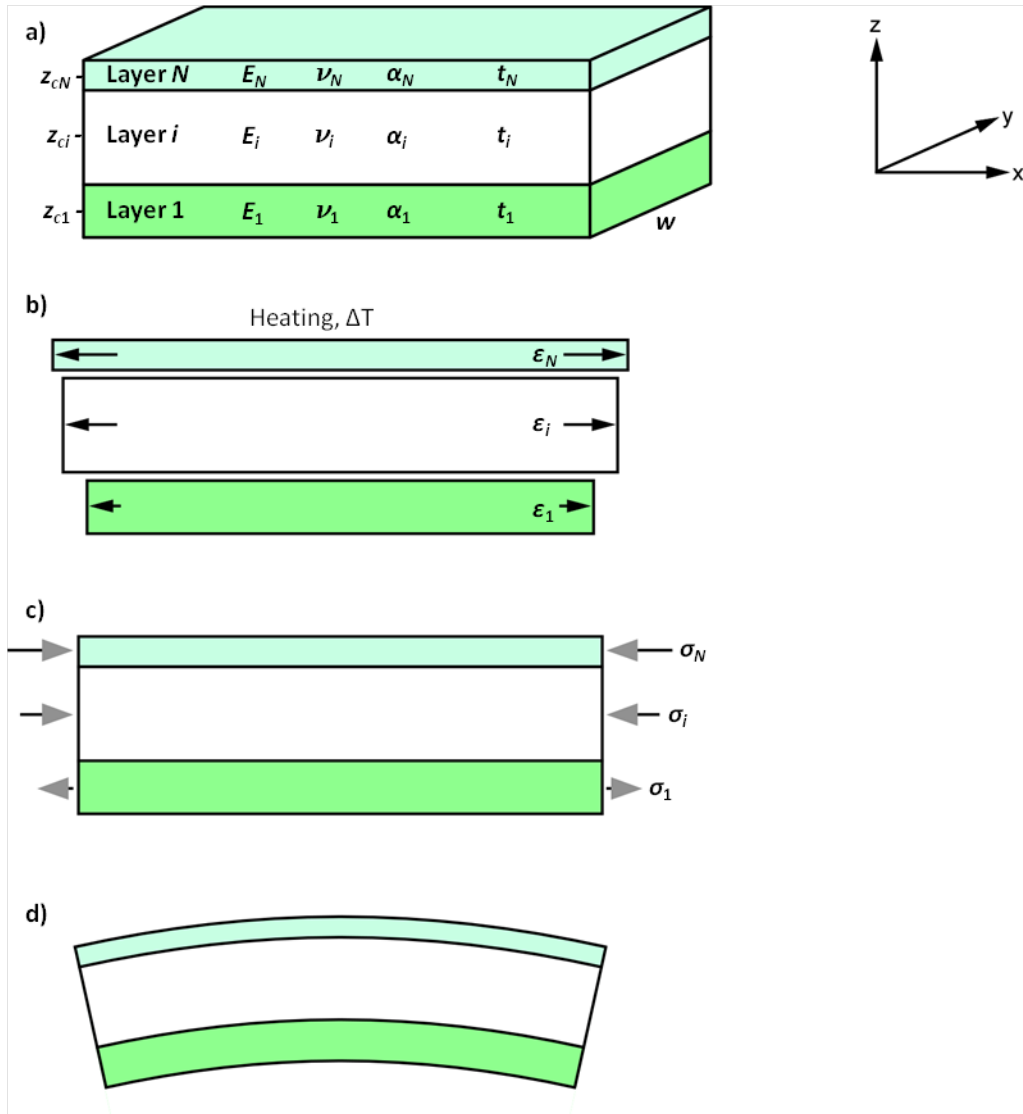 a)
z
z_cN Layer N E_N ν_N α_N t_N
y
z_ci Layer i E_i ν_i α_i t_i
x
z_c1 Layer 1 E_1 ν_1 α_1 t_1
w
b)
Heating, ΔT
ε_N
ε_i
ε_1
c)
σ_N
σ_i
σ_1
d)